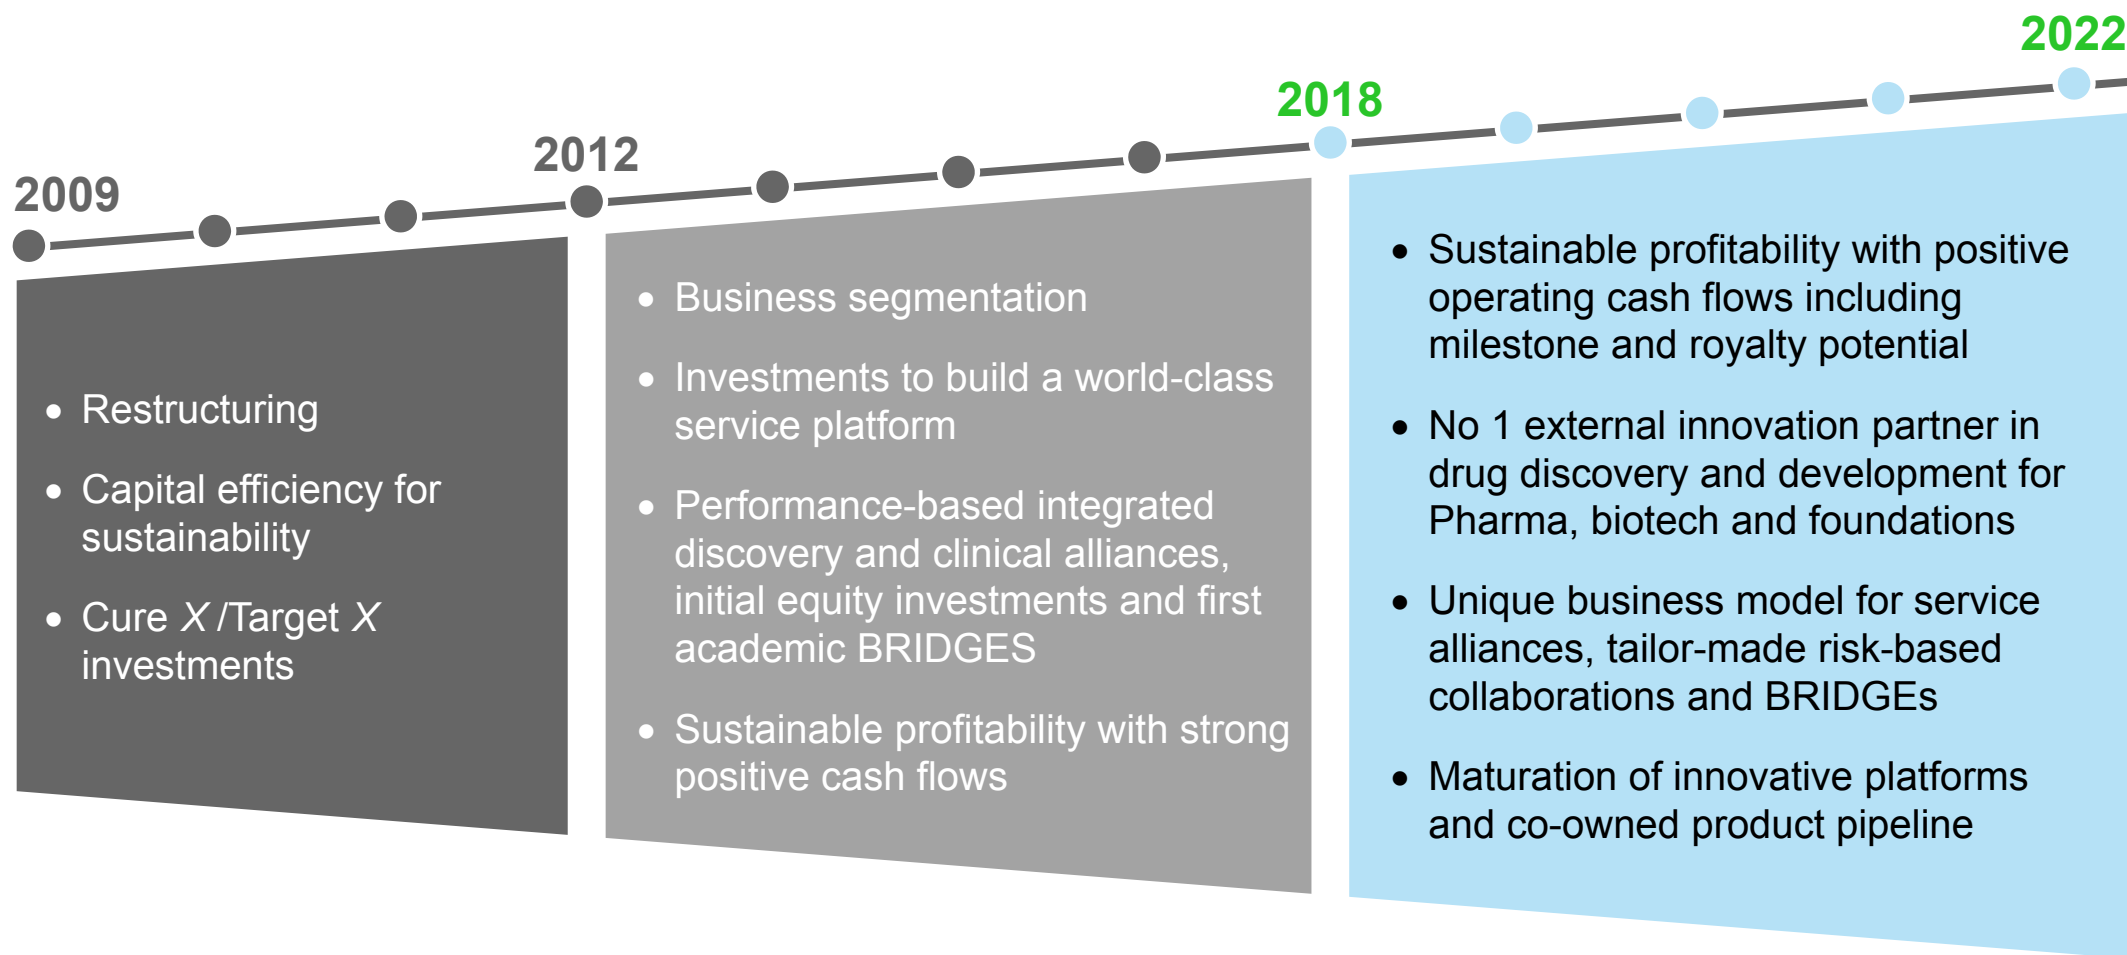 2009
2012
2018
2022
• Restructuring
• Capital efficiency for
sustainability
• Cure X /Target X
investments
• Business segmentation
• Investments to build a world-class
service platform
• Performance-based integrated
discovery and clinical alliances,
initial equity investments and first
academic BRIDGES
• Sustainable profitability with strong
positive cash flows
• Sustainable profitability with positive
operating cash flows including
milestone and royalty potential
• No 1 external innovation partner in
drug discovery and development for
Pharma, biotech and foundations
• Unique business model for service
alliances, tailor-made risk-based
collaborations and BRIDGEs
• Maturation of innovative platforms
and co-owned product pipeline